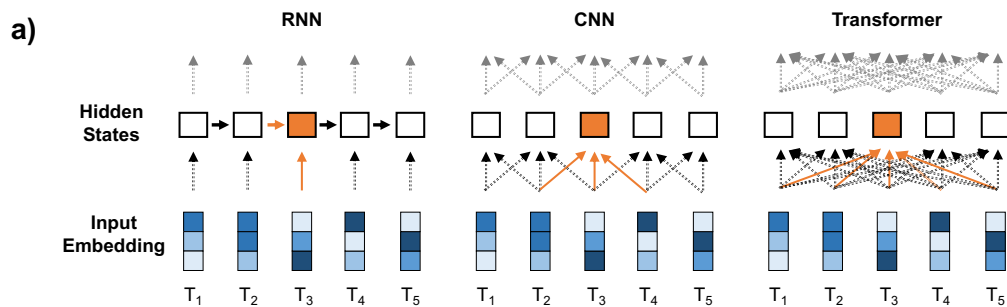 a)
RNN
CNN
Transformer
Hidden
States
Input
Embedding
T1 T2 T3 T4 T5
T1 T2 T3 T4 T5
T1 T2 T3 T4 T5